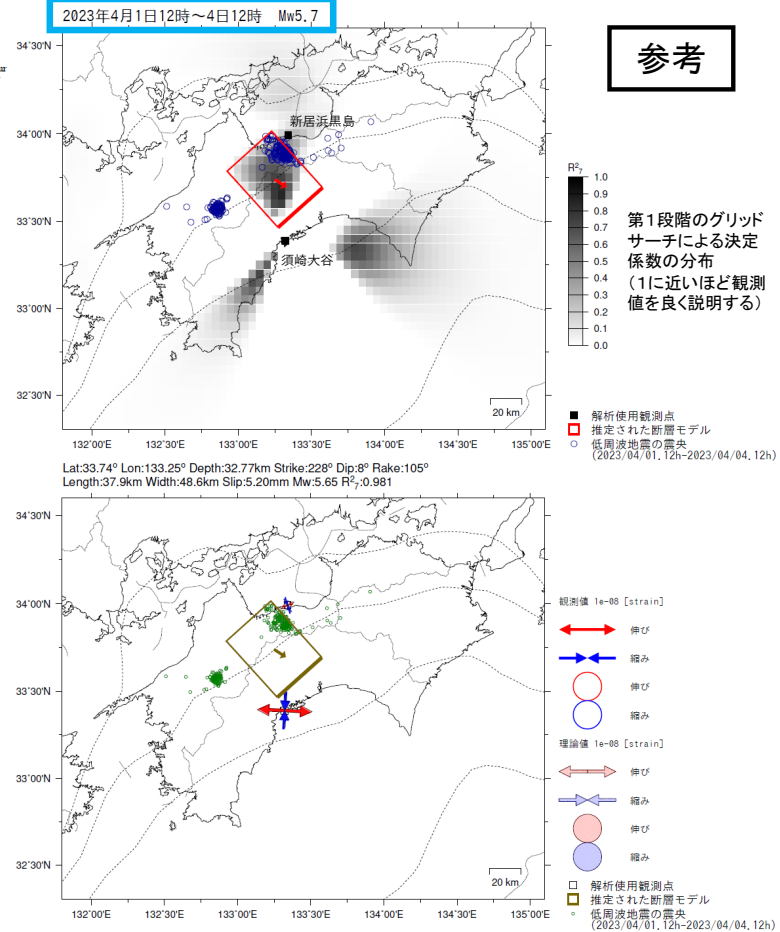 2023年4月1日12時～4日12時　Mw5.7
参考
34°30'N
34°00'N
33°30'N
33°00'N
32°30'N
新居浜黒島
須崎大谷
20 km
132°00'E
132°30'E
133°00'E
133°30'E
134°00'E
134°30'E
135°00'E
R²₇
1.0
0.9
0.8
0.7
0.6
0.5
0.4
0.3
0.2
0.1
0.0
第１段階のグリッド
サーチによる決定
係数の分布
（１に近いほど観測
値を良く説明する）
解析使用観測点
推定された断層モデル
低周波地震の震央
(2023/04/01.12h-2023/04/04.12h)
Lat:33.74° Lon:133.25° Depth:32.77km Strike:228° Dip:8° Rake:105°
Length:37.9km Width:48.6km Slip:5.20mm Mw:5.65 R²₇:0.981
34°30'N
34°00'N
33°30'N
33°00'N
32°30'N
20 km
132°00'E
132°30'E
133°00'E
133°30'E
134°00'E
134°30'E
135°00'E
観測値 1e-08 [strain]
伸び
縮み
伸び
縮み
理論値 1e-08 [strain]
伸び
縮み
伸び
縮み
解析使用観測点
推定された断層モデル
低周波地震の震央
(2023/04/01.12h-2023/04/04.12h)